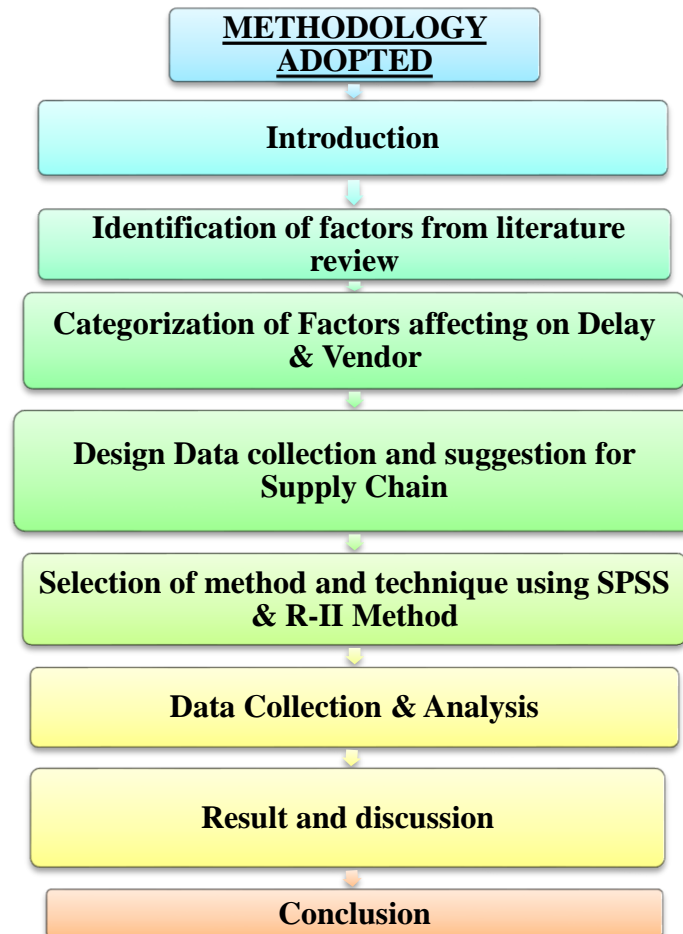 METHODOLOGY
ADOPTED
Introduction
Identification of factors from literature
review
Categorization of Factors affecting on Delay
& Vendor
Design Data collection and suggestion for
Supply Chain
Selection of method and technique using SPSS
& R-II Method
Data Collection & Analysis
Result and discussion
Conclusion